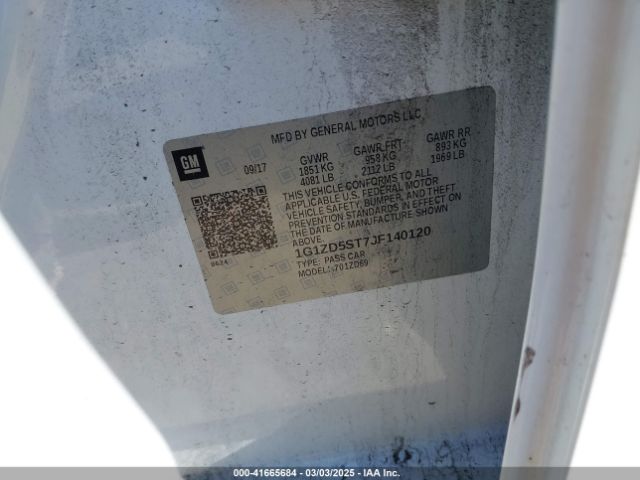 MFD BY GENERAL MOTORS LLC
GM
09/17
GVWR GAWR FRT GAWR RR
1851 KG 958 KG 893 KG
4081 LB 2112 LB 1969 LB
THIS VEHICLE CONFORMS TO ALL
APPLICABLE U.S. FEDERAL MOTOR
VEHICLE SAFETY, BUMPER, AND THEFT
PREVENTION STANDARDS IN EFFECT ON
THE DATE OF MANUFACTURE SHOWN
ABOVE.
1G1ZD5ST7JF140120
TYPE: PASS CAR
MODEL: 701ZD69
000-41665684 / 03/03/2025 - IAA Inc.